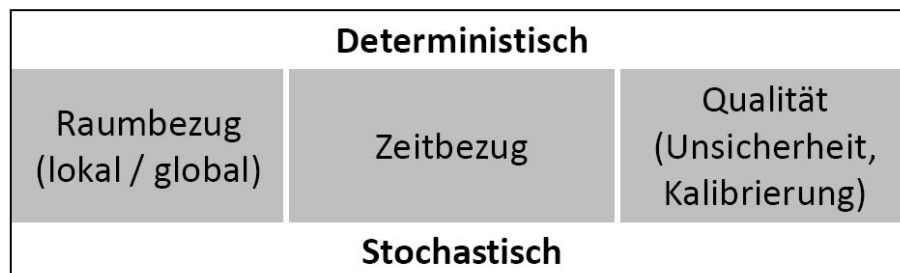 Deterministisch
Raumbezug
(lokal / global)
Zeitbezug
Qualität
(Unsicherheit,
Kalibrierung)
Stochastisch